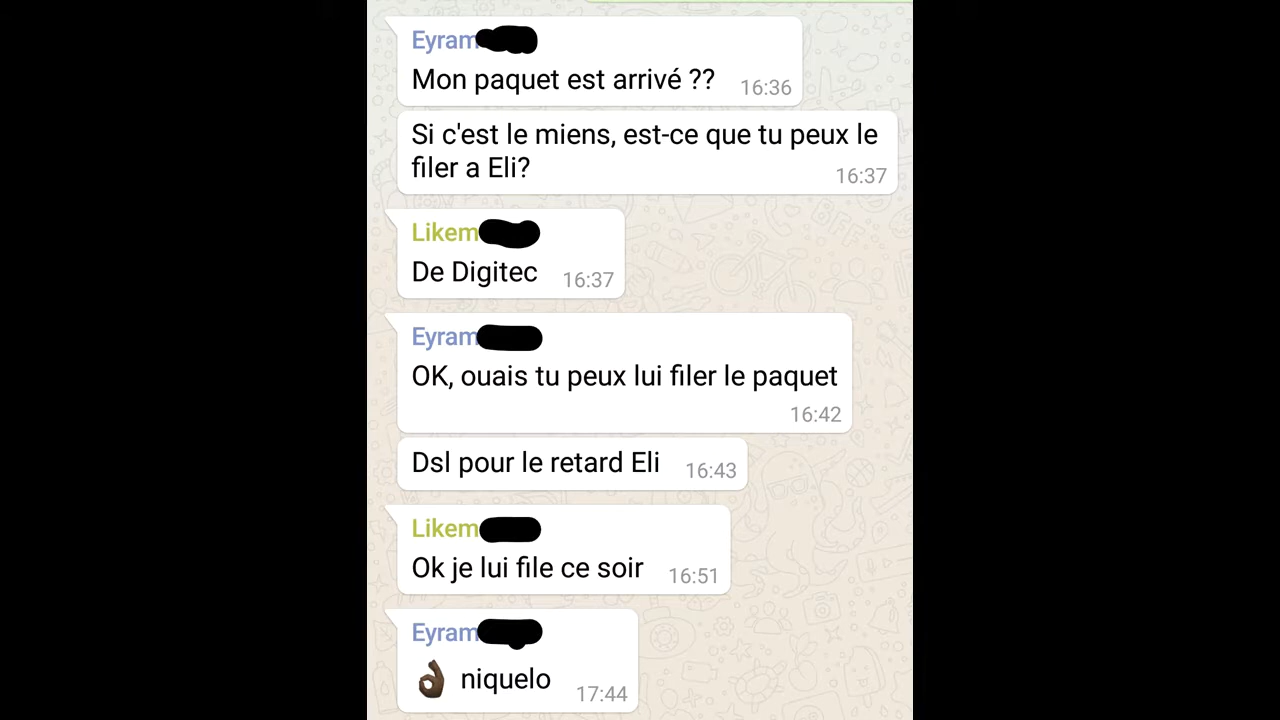 Eyram
Mon paquet est arrivé ??
16:36
Si c'est le miens, est-ce que tu peux le
filer a Eli?
16:37
Likem
De Digitec
16:37
Eyram
OK, ouais tu peux lui filer le paquet
16:42
Dsl pour le retard Eli
16:43
Likem
Ok je lui file ce soir
16:51
Eyram
👌🏿 niquelo
17:44